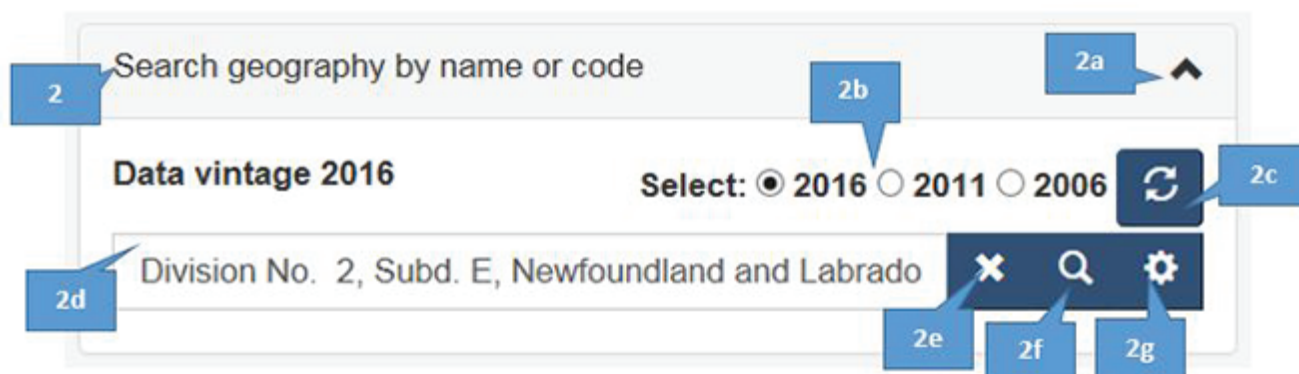 Search geography by name or code
2
2a
2b
Data vintage 2016
Select: 2016 2011 2006
2c
Division No. 2, Subd. E, Newfoundland and Labrado
2d
2e
2f
2g